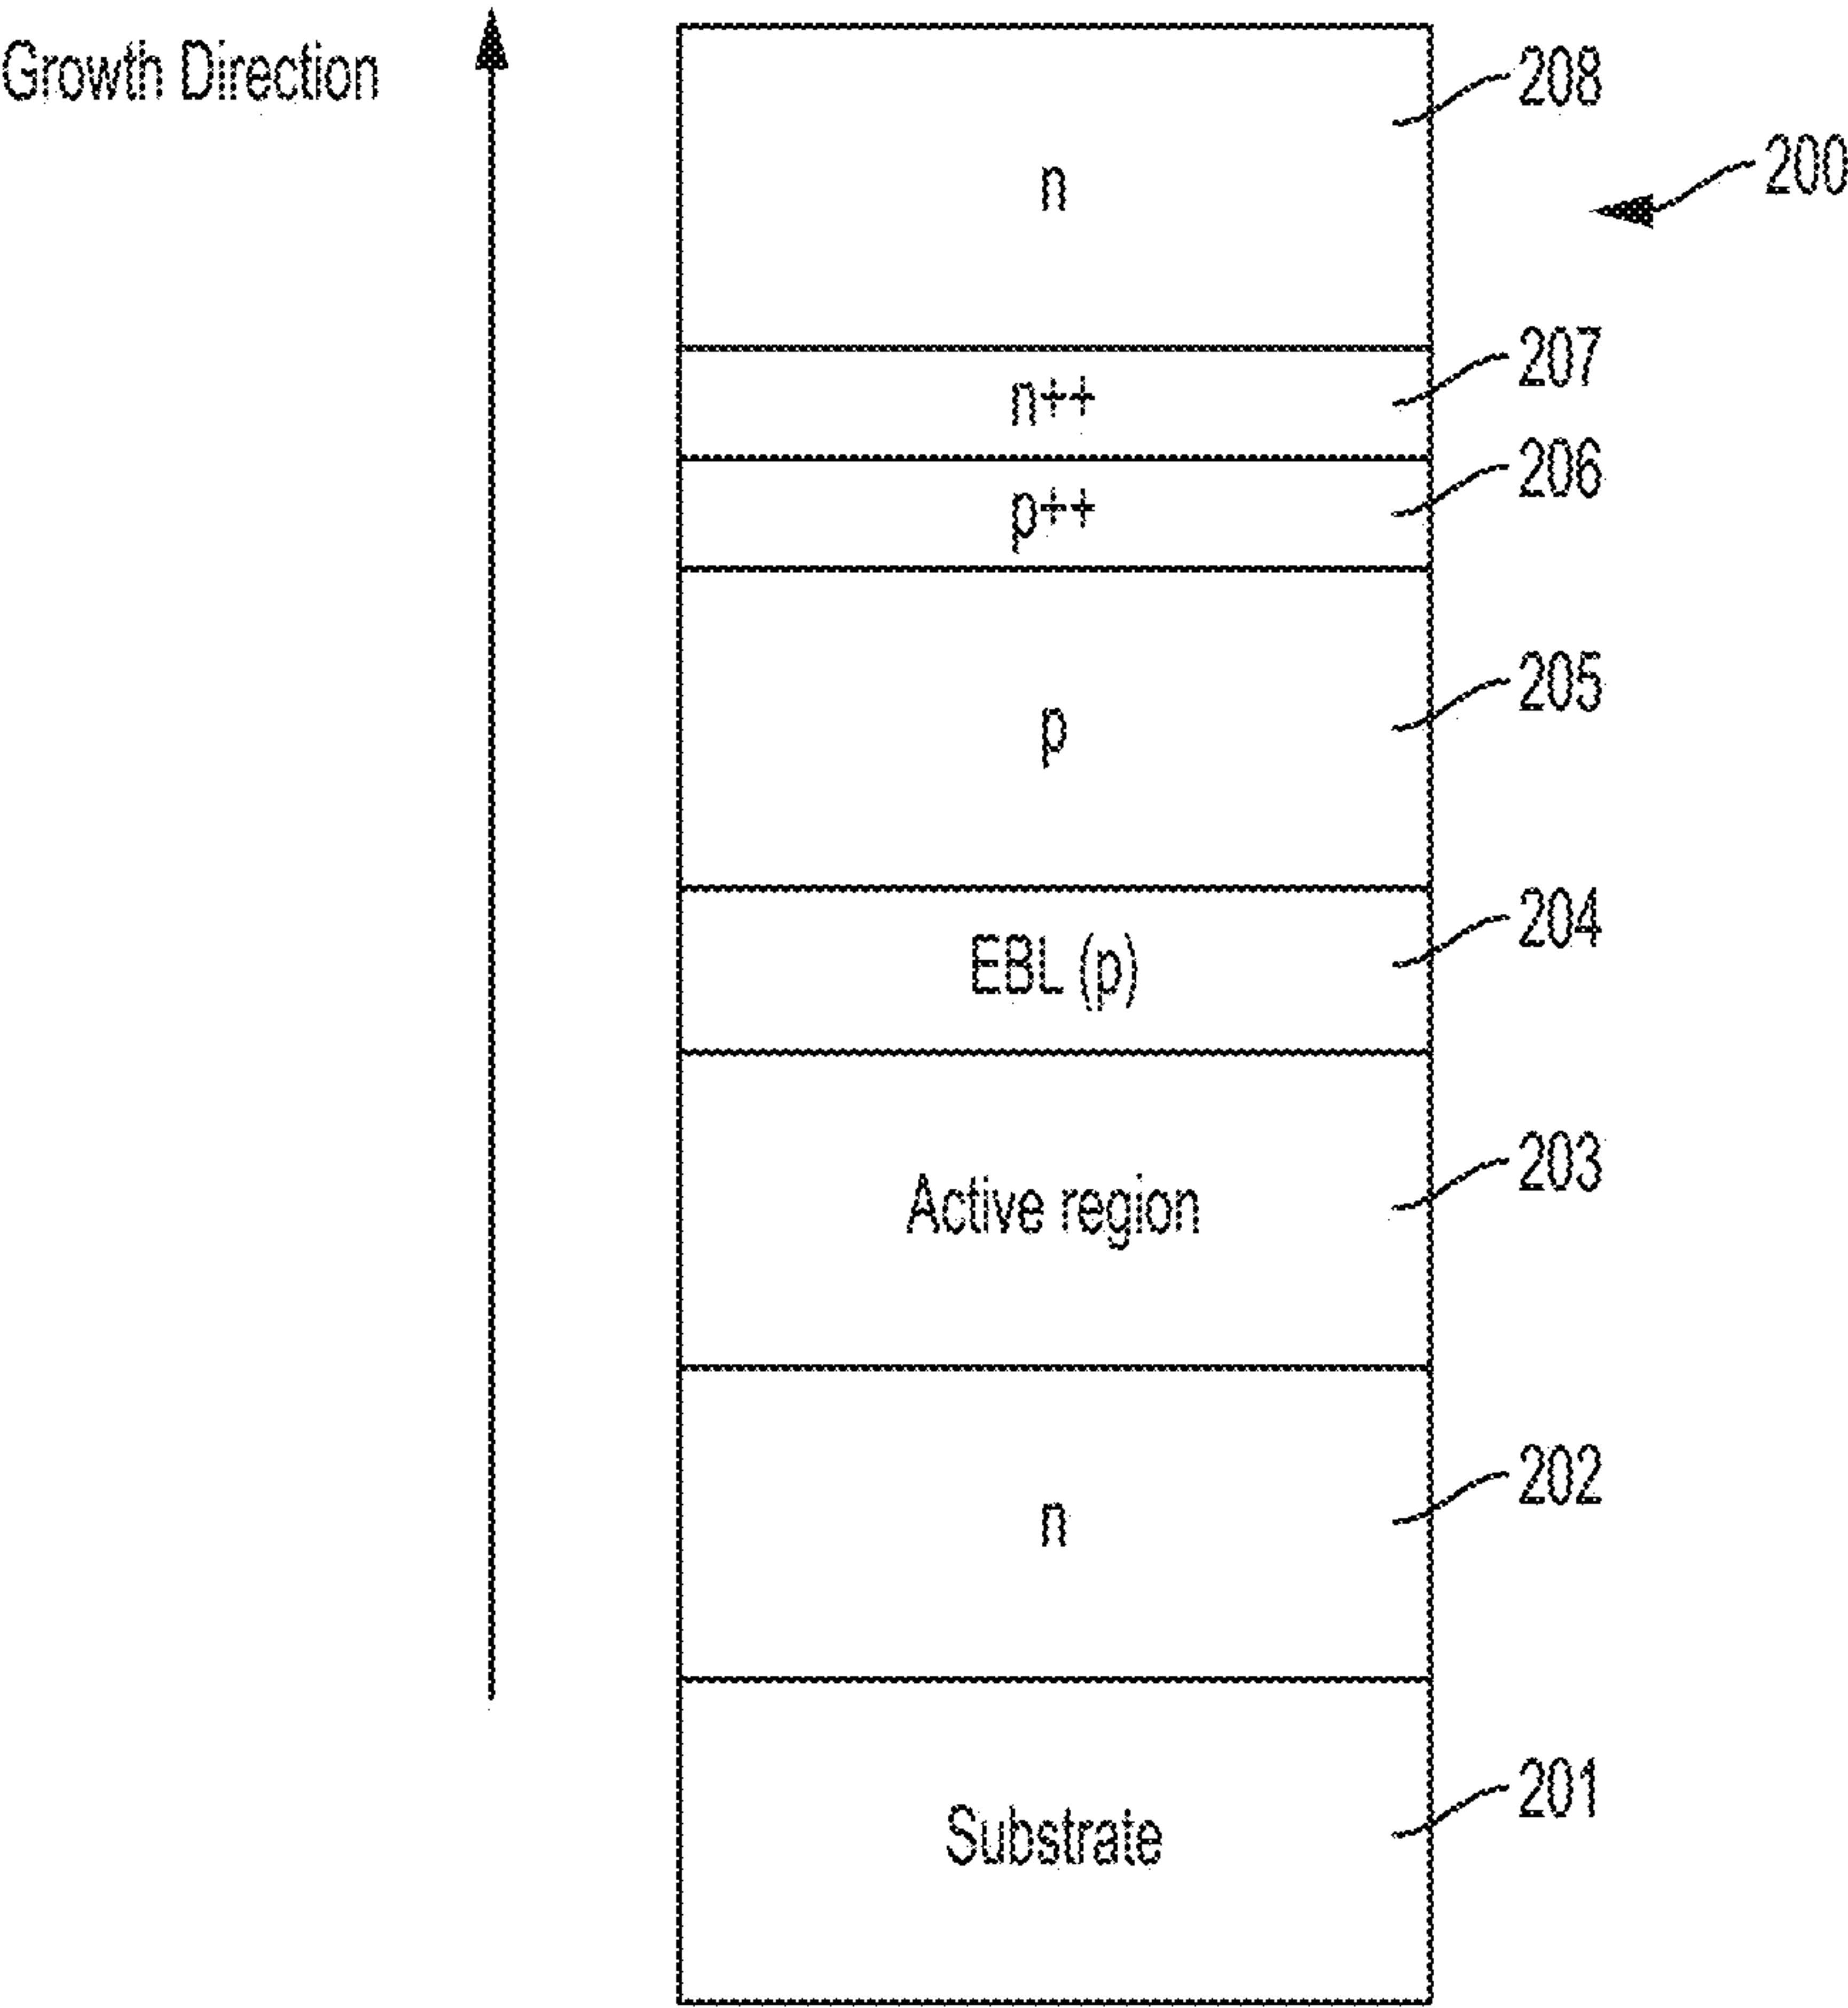 Growth Direction
208
n
200
207
n++
206
p++
205
p
204
EBL (p)
203
Active region
202
n
201
Substrate